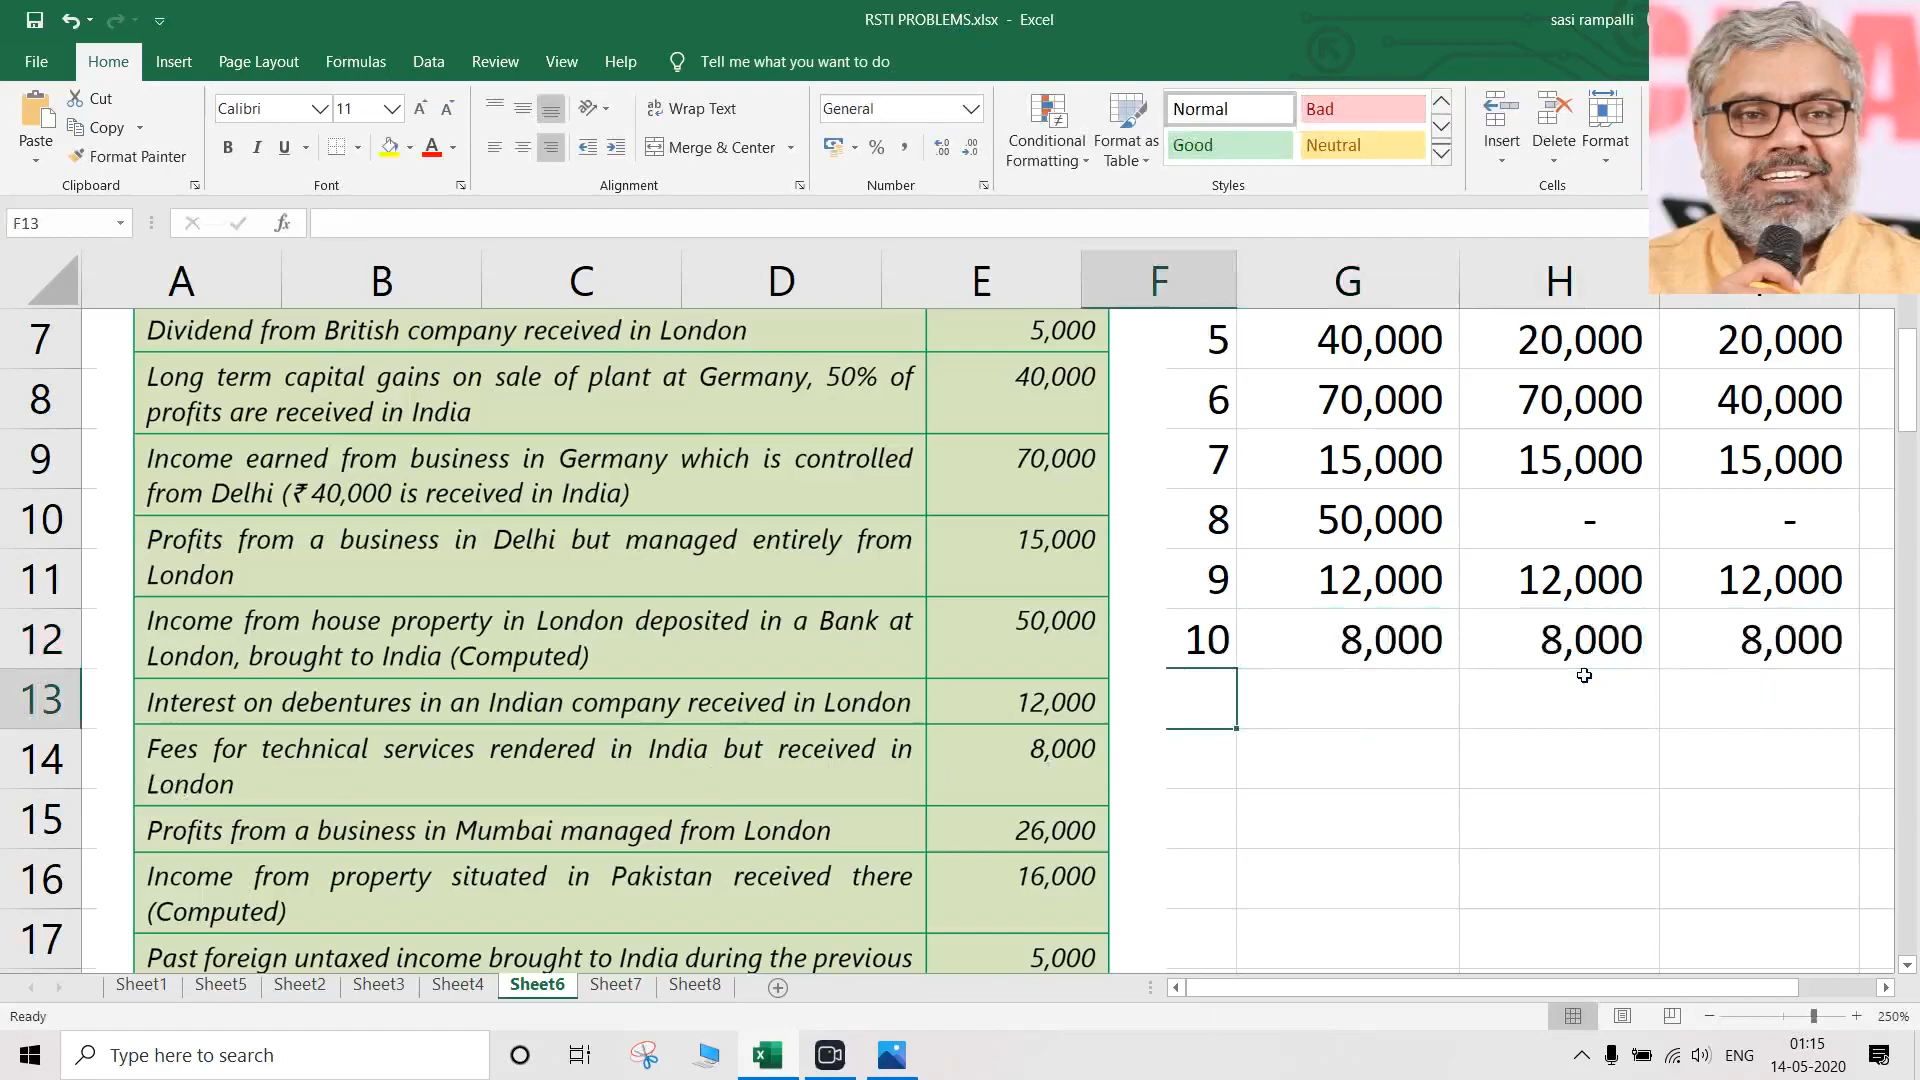 RSTI PROBLEMS.xlsx - Excel
sasi rampalli
File Home Insert Page Layout Formulas Data Review View Help Tell me what you want to do
Paste
Cut
Copy
Format Painter
Clipboard
Calibri 11
B I U
Font
Wrap Text
Merge & Center
Alignment
General
Number
Conditional Formatting
Format as Table
Normal Bad
Good Neutral
Styles
Insert Delete Format
Cells
F13
fx
A B C D E F G H
7 Dividend from British company received in London 5,000
5 40,000 20,000 20,000
8 Long term capital gains on sale of plant at Germany, 50% of 40,000
profits are received in India
6 70,000 70,000 40,000
9 Income earned from business in Germany which is controlled 70,000
from Delhi (₹ 40,000 is received in India)
7 15,000 15,000 15,000
10 Profits from a business in Delhi but managed entirely from 15,000
London
8 50,000 - -
11
9 12,000 12,000 12,000
12 Income from house property in London deposited in a Bank at 50,000
London, brought to India (Computed)
10 8,000 8,000 8,000
13 Interest on debentures in an Indian company received in London 12,000
14 Fees for technical services rendered in India but received in 8,000
London
15 Profits from a business in Mumbai managed from London 26,000
16 Income from property situated in Pakistan received there 16,000
(Computed)
17 Past foreign untaxed income brought to India during the previous 5,000
Sheet1 Sheet5 Sheet2 Sheet3 Sheet4 Sheet6 Sheet7 Sheet8
Ready
250%
Type here to search
ENG
01:15
14-05-2020